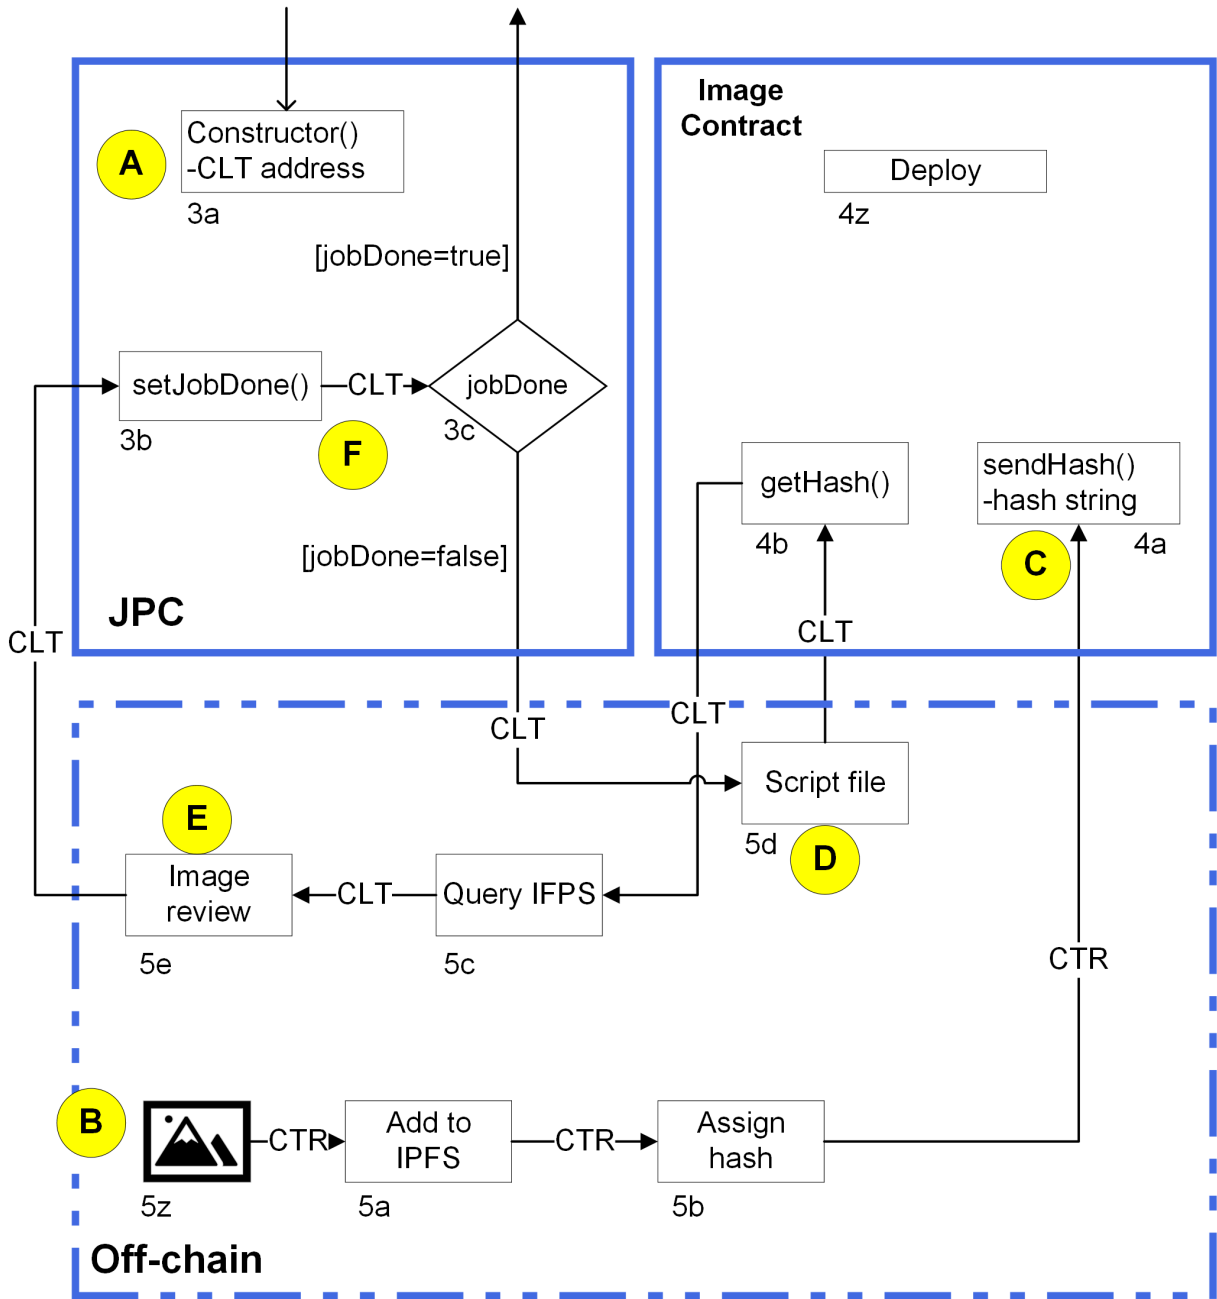 Image
Contract
Constructor()
-CLT address
A
3a
Deploy
4z
[jobDone=true]
setJobDone()
CLT
jobDone
3b
F
3c
getHash()
4b
sendHash()
-hash string
C
4a
[jobDone=false]
JPC
CLT
CLT
CLT
CLT
Script file
5d
D
E
Image
review
5e
CLT
Query IFPS
5c
CTR
B
5z
CTR
Add to
IPFS
5a
CTR
Assign
hash
5b
Off-chain